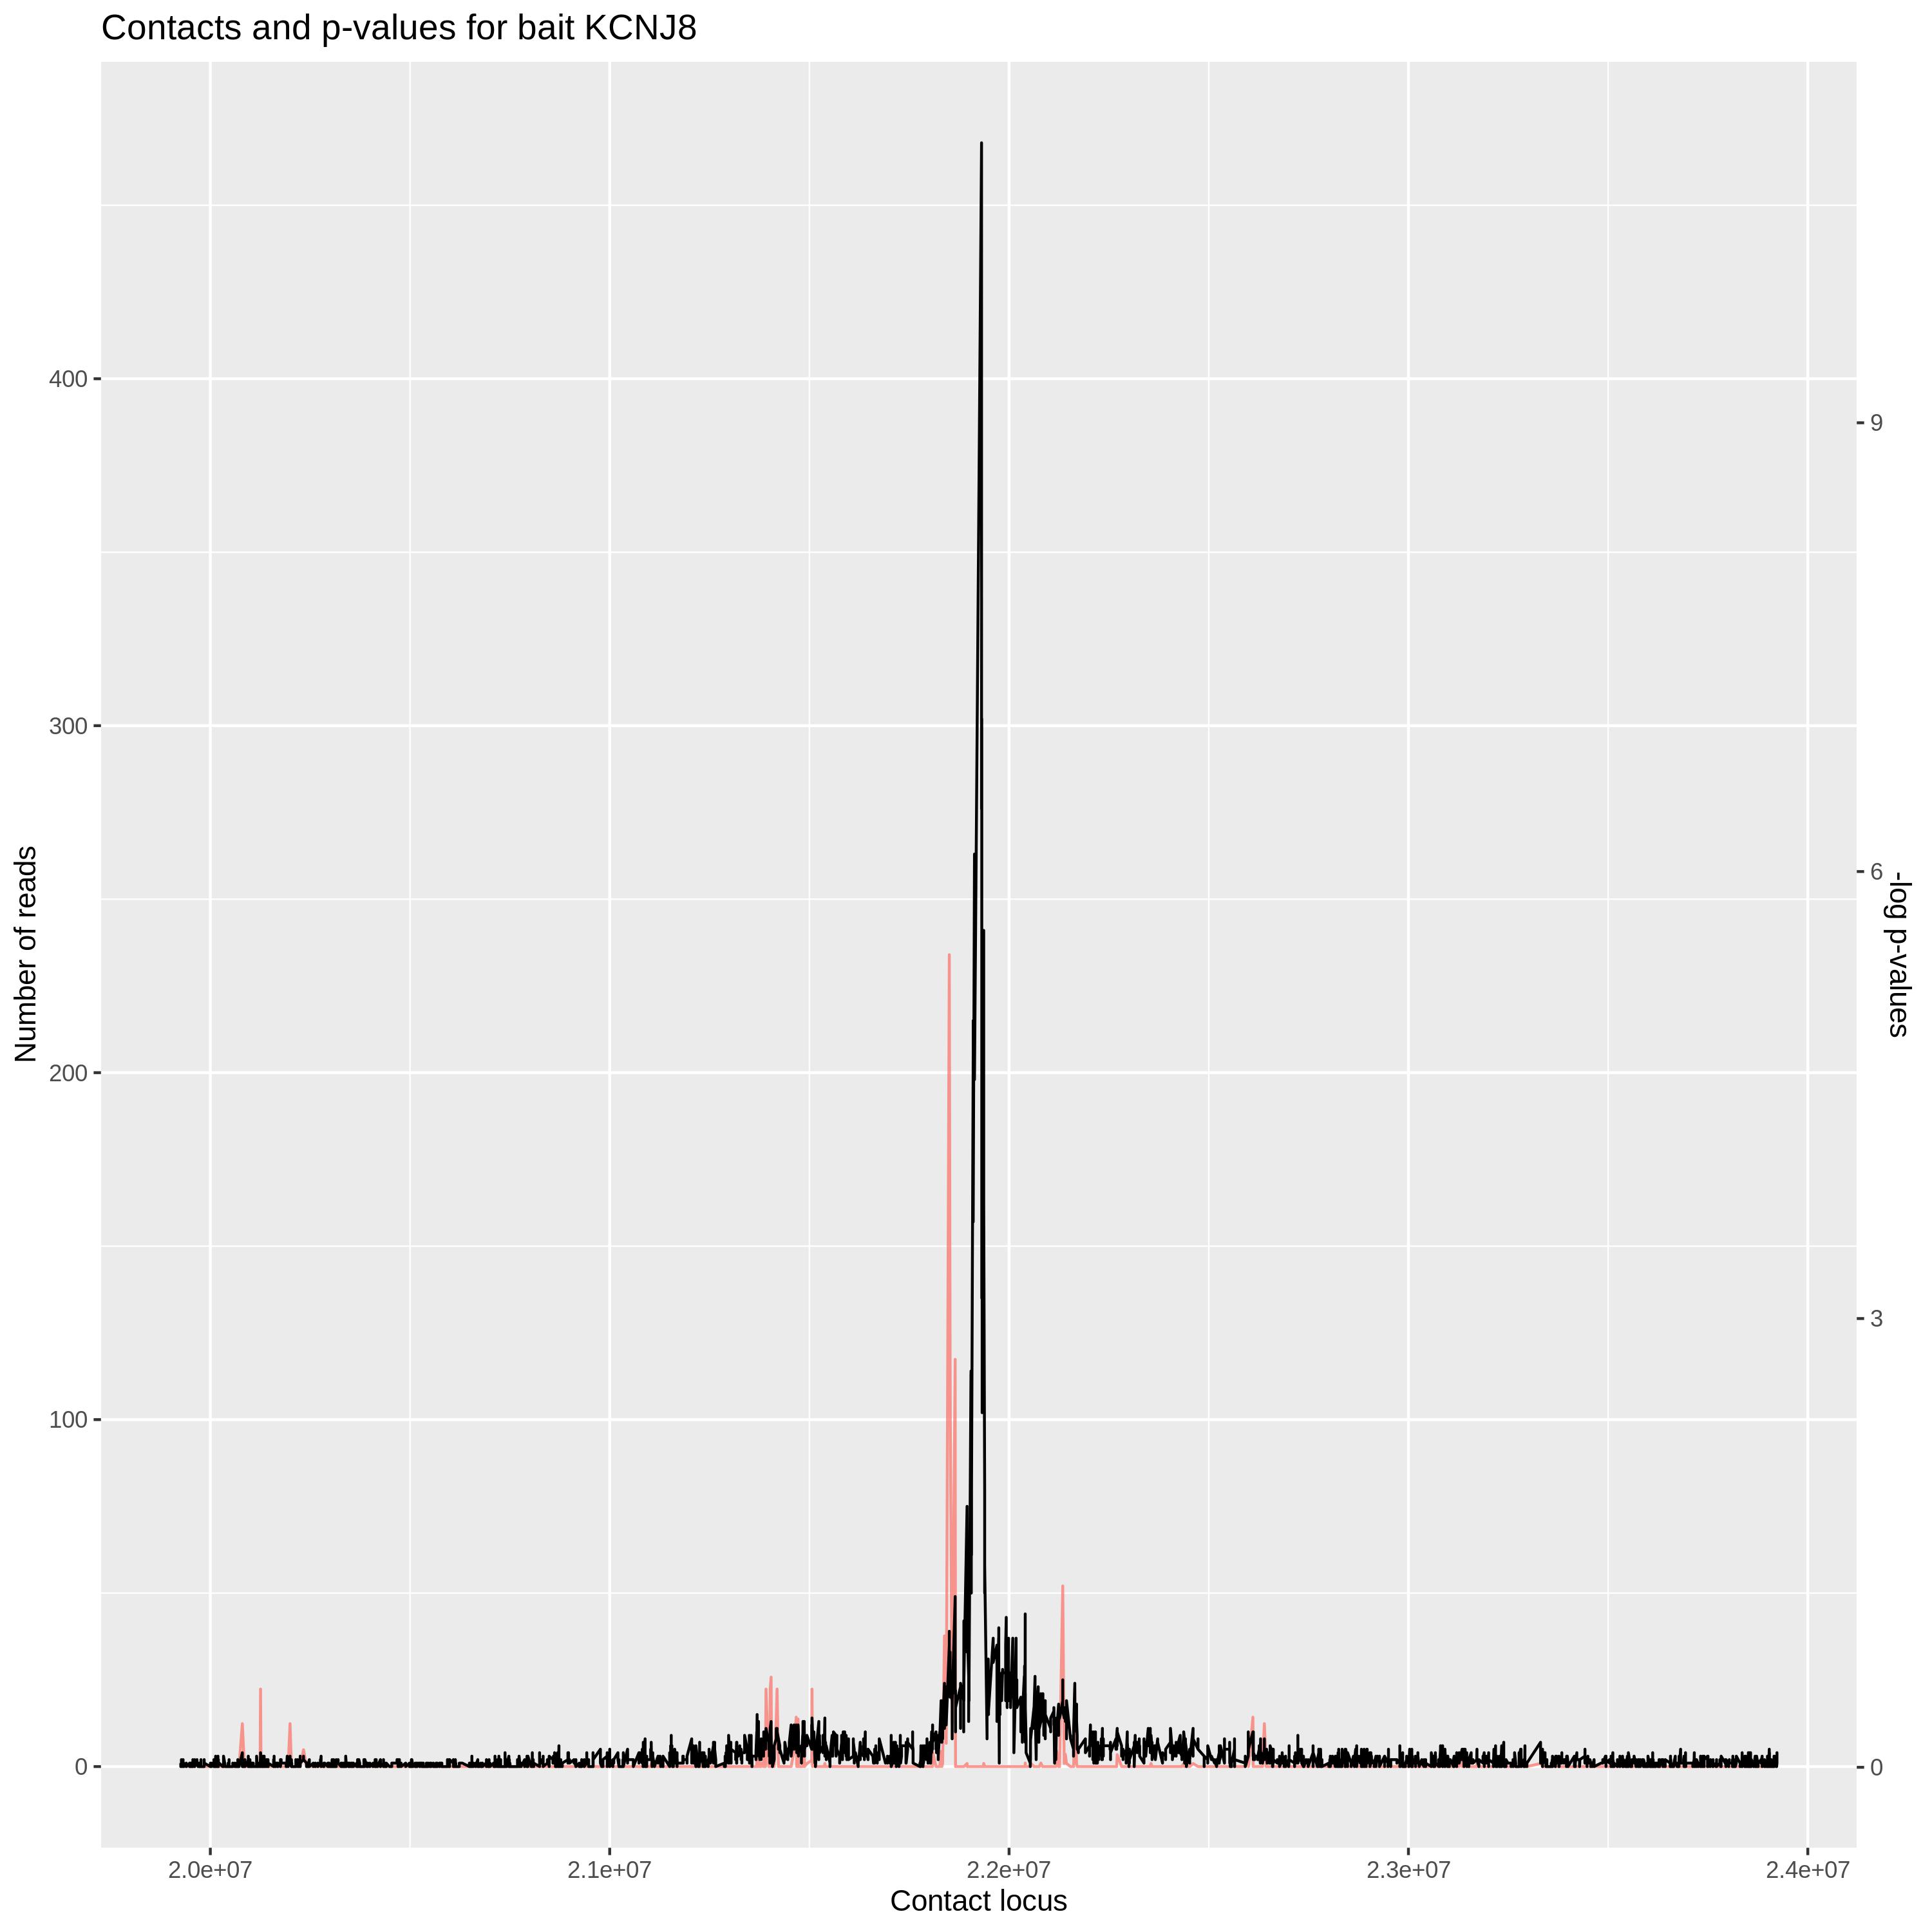 Contacts and p-values for bait KCNJ8
Number of reads
400
300
200
100
0
9
6
3
0
-log p-values
2.0e+07
2.1e+07
2.2e+07
2.3e+07
2.4e+07
Contact locus